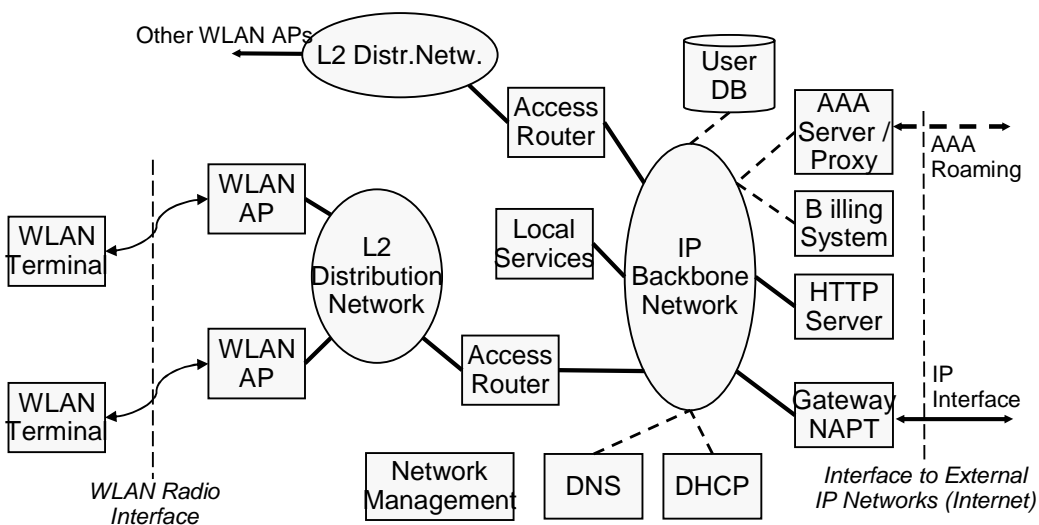 Other WLAN APs
L2 Distr.Netw.
User
DB
Access
Router
AAA
Server /
Proxy
AAA
Roaming
WLAN
AP
WLAN
Terminal
L2
Distribution
Network
Local
Services
IP
Backbone
Network
B illing
System
HTTP
Server
WLAN
AP
WLAN
Terminal
Access
Router
Gateway
NAPT
IP
Interface
Network
Management
DNS
DHCP
WLAN Radio
Interface
Interface to External
IP Networks (Internet)